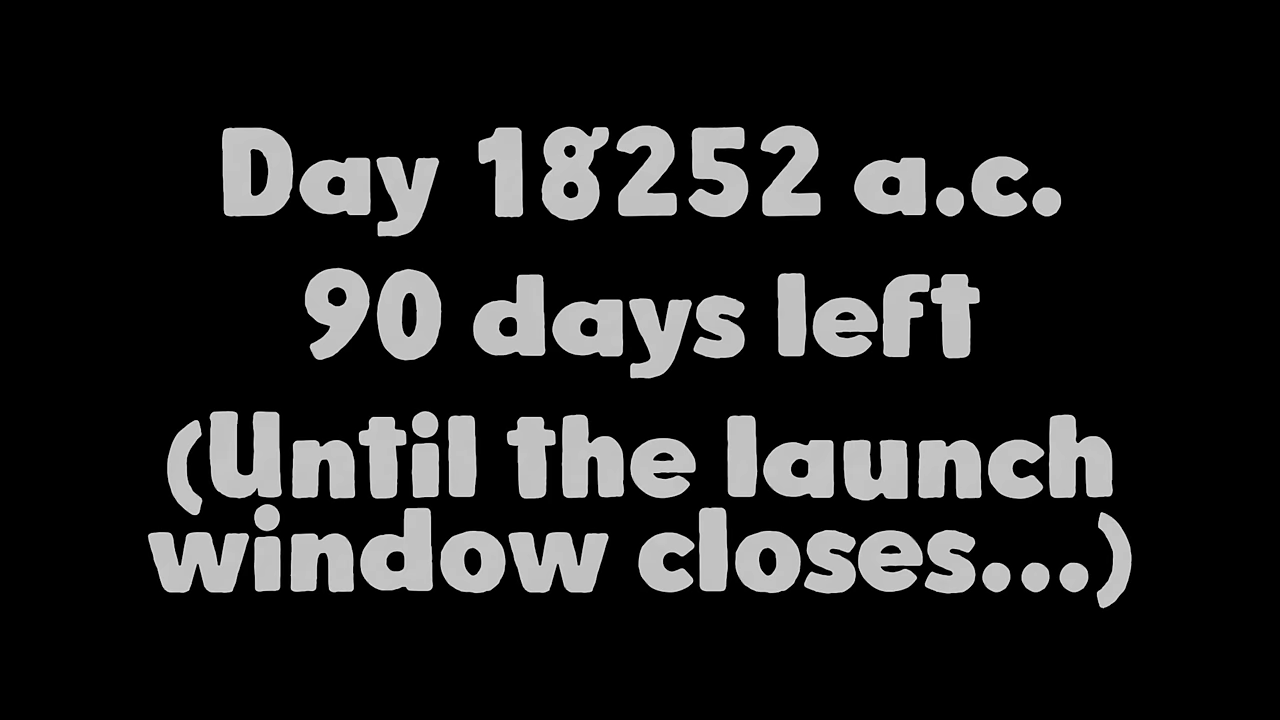 Day 18252 a.c.
90 days left
(Until the launch
window closes...)